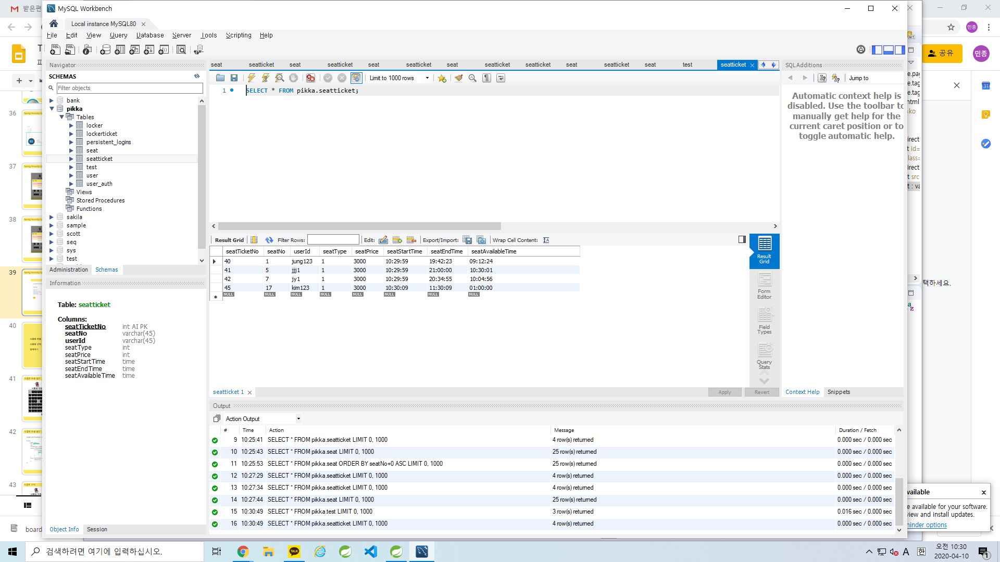 받은편
MySQL Workbench
Local instance MySQL80
File Edit View Query Database Server Tools Scripting Help
공유
민종
민종
Navigator
SCHEMAS
Filter objects
bank
pikka
Tables
locker
lockerticket
persistent_logins
seat
seatticket
test
user
user_auth
Views
Stored Procedures
Functions
sakila
sample
scott
seq
sys
test
Administration Schemas
Information
Table: seatticket
Columns:
seatTicketNo int AI PK
seatNo varchar(45)
userId varchar(45)
seatType int
seatPrice int
seatStartTime time
seatEndTime time
seatAvailableTime time
Object Info Session
seat seatticket seat seatticket seat seatticket seat seatticket seatticket seat seatticket seat test seatticket
Limit to 1000 rows
1 SELECT * FROM pikka.seatticket;
SQLAdditions
Jump to
Automatic context help is
disabled. Use the toolbar to
manually get help for the
current caret position or to
toggle automatic help.
Result Grid Filter Rows: Edit: Export/Import: Wrap Cell Content: IA
seatTicketNo seatNo userId seatType seatPrice seatStartTime seatEndTime seatAvailableTime
40 1 jung123 1 3000 10:29:59 19:42:23 09:12:24
41 5 jjj1 1 3000 10:29:59 21:00:00 10:30:01
42 7 jy1 1 3000 10:29:59 20:34:55 10:04:56
45 17 kim123 1 3000 10:30:09 11:30:09 01:00:00
NULL NULL NULL NULL NULL NULL NULL NULL
Result
Grid
Form
Editor
Field
Types
Query
Stats
seatticket 1
Apply Revert
Context Help Snippets
Output
Action Output
# Time Action Message Duration / Fetch
9 10:25:41 SELECT * FROM pikka.seatticket LIMIT 0, 1000 4 row(s) returned 0.000 sec / 0.000 sec
10 10:25:43 SELECT * FROM pikka.seat LIMIT 0, 1000 25 row(s) returned 0.000 sec / 0.000 sec
11 10:25:53 SELECT * FROM pikka.seat ORDER BY seatNo+0 ASC LIMIT 0, 1000 25 row(s) returned 0.000 sec / 0.000 sec
12 10:27:29 SELECT * FROM pikka.seatticket LIMIT 0, 1000 4 row(s) returned 0.000 sec / 0.000 sec
13 10:27:34 SELECT * FROM pikka.seatticket LIMIT 0, 1000 4 row(s) returned 0.000 sec / 0.000 sec
14 10:27:44 SELECT * FROM pikka.seat LIMIT 0, 1000 25 row(s) returned 0.000 sec / 0.000 sec
15 10:30:49 SELECT * FROM pikka.test LIMIT 0, 1000 3 row(s) returned 0.016 sec / 0.000 sec
16 10:30:49 SELECT * FROM pikka.seatticket LIMIT 0, 1000 4 row(s) returned 0.000 sec / 0.000 sec
36
37
38
39
40
41
42
43
board
택하세요.
vailable
e available for your software.
view and install updates.
minder options
검색하려면 여기에 입력하십시오.
TALK
A 한
오전 10:30
2020-04-10
1